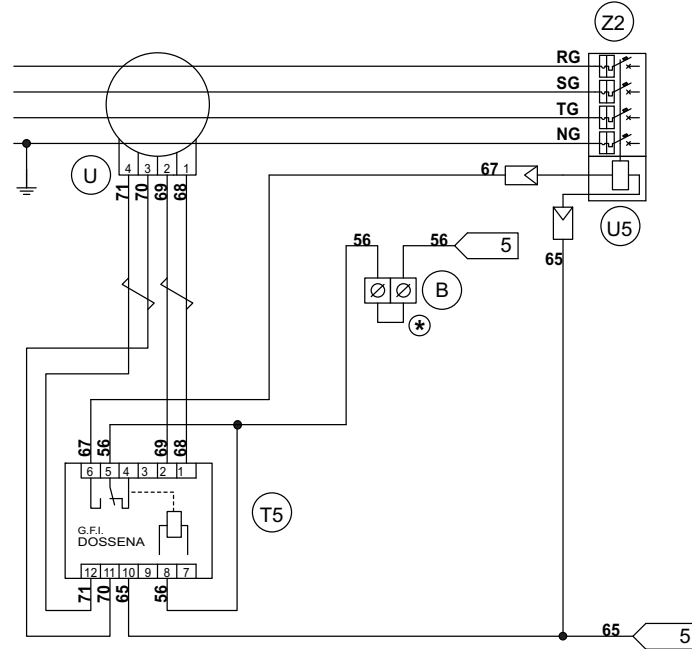 Z2
RG
SG
TG
NG
U
4 3 2 1
71 70 69 68
67
U5
65
56 56 5
B
*
67 56 69 68
6 5 4 3 2 1
G.F.I.
DOSSENA
T5
12 11 10 9 8 7
71 70 65 56
65 5